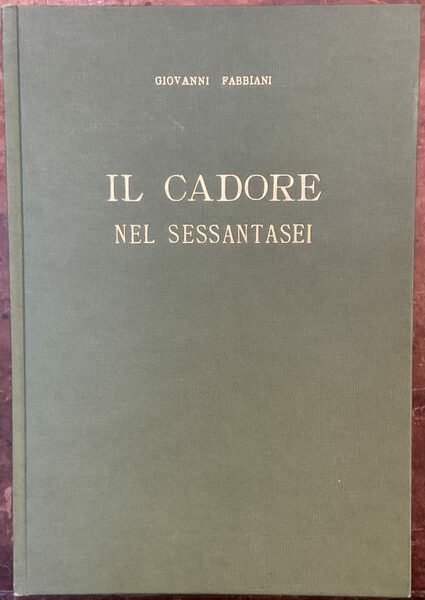 GIOVANNI FABBIANI
IL CADORE
NEL SESSANTASEI